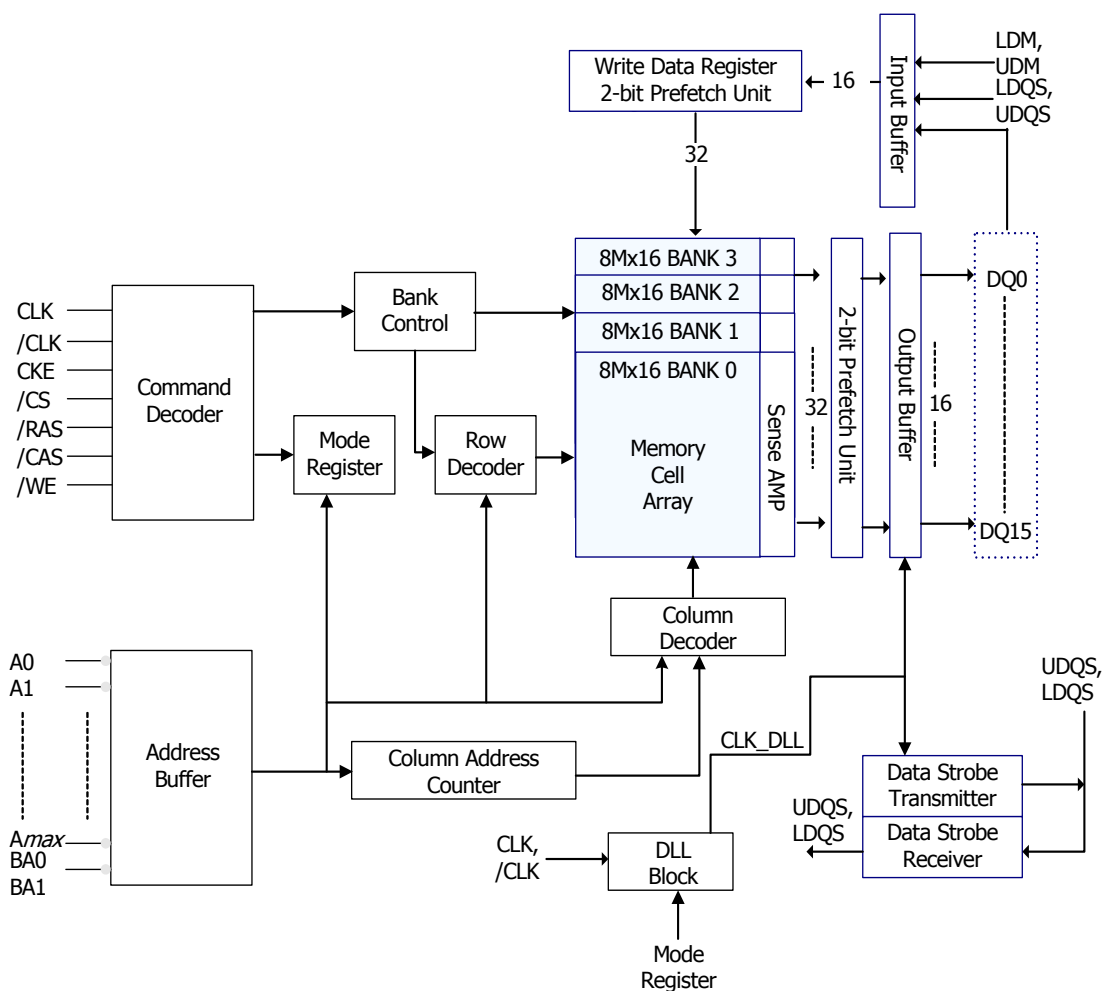 LDM,
UDM
LDQS,
UDQS
Input Buffer
16
Write Data Register
2-bit Prefetch Unit
32
8Mx16 BANK 3
8Mx16 BANK 2
8Mx16 BANK 1
8Mx16 BANK 0
Memory
Cell
Array
Sense AMP
32
2-bit Prefetch Unit
Output Buffer
16
DQ0
DQ15
Bank
Control
CLK
/CLK
CKE
/CS
/RAS
/CAS
/WE
Command
Decoder
Mode
Register
Row
Decoder
Column
Decoder
A0
A1
Amax
BA0
BA1
Address
Buffer
Column Address
Counter
CLK_DLL
UDQS,
LDQS
Data Strobe
Transmitter
Data Strobe
Receiver
UDQS,
LDQS
CLK,
/CLK
DLL
Block
Mode
Register